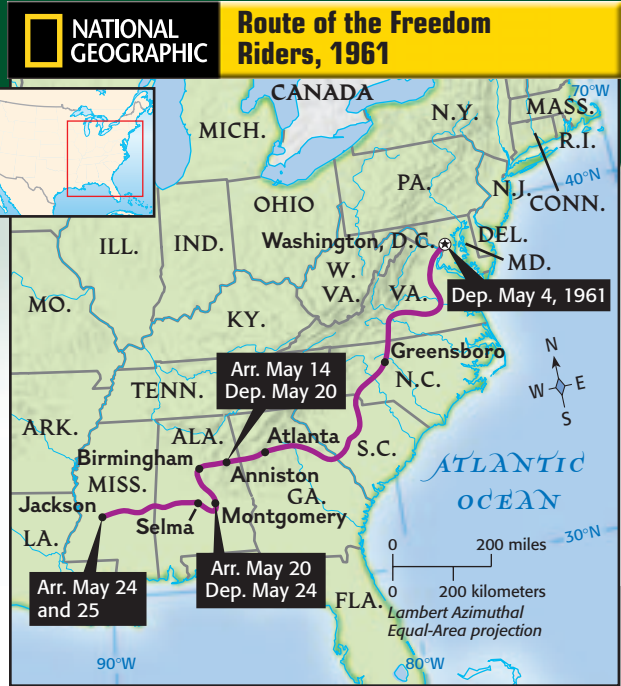 NATIONAL
GEOGRAPHIC
Route of the Freedom
Riders, 1961
CANADA
70°W
MICH.
N.Y.
MASS.
R.I.
40°N
PA.
N.J.
CONN.
OHIO
ILL.
IND.
Washington, D.C.
DEL.
MD.
W.
VA.
VA.
Dep. May 4, 1961
MO.
KY.
Greensboro
N.C.
N
W
E
S
Arr. May 14
Dep. May 20
TENN.
ARK.
ALA.
Atlanta
S.C.
Birmingham
Anniston
MISS.
GA.
ATLANTIC
OCEAN
Jackson
Selma
Montgomery
LA.
30°N
0
200 miles
0
200 kilometers
Lambert Azimuthal
Equal-Area projection
Arr. May 24
and 25
Arr. May 20
Dep. May 24
FLA.
90°W
80°W